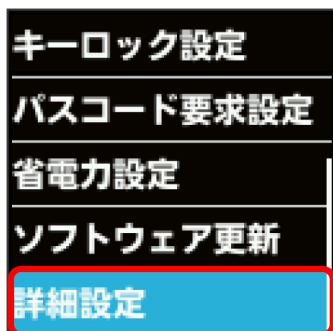 キーロック設定
パスコード要求設定
省電力設定
ソフトウェア更新
詳細設定